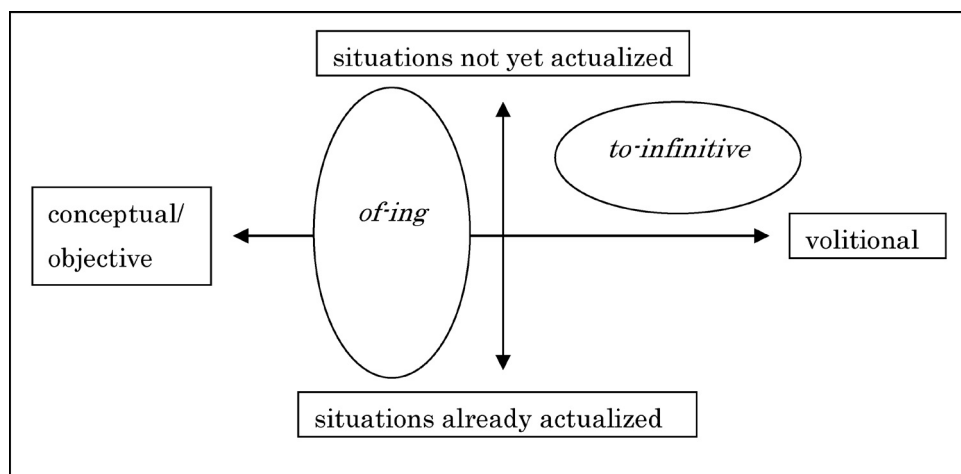 situations not yet actualized
to-infinitive
of-ing
conceptual/
objective
volitional
situations already actualized